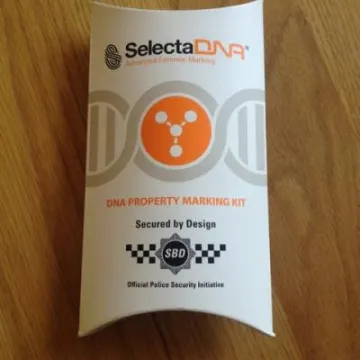 SelectaDNA®
Advanced Forensic Marking
DNA PROPERTY MARKING KIT
Secured by Design
SBD
Official Police Security Initiative